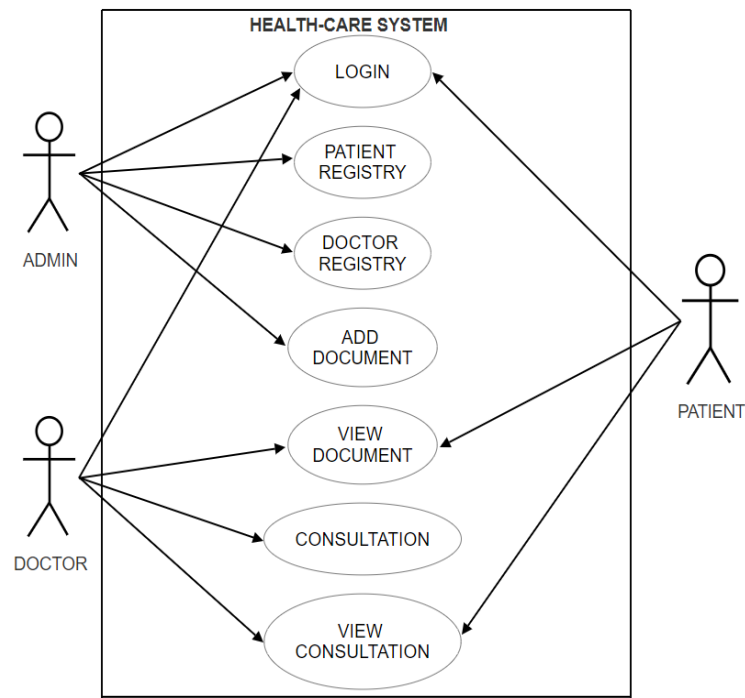 HEALTH-CARE SYSTEM
LOGIN
PATIENT
REGISTRY
DOCTOR
REGISTRY
ADD
DOCUMENT
VIEW
DOCUMENT
CONSULTATION
VIEW
CONSULTATION
ADMIN
DOCTOR
PATIENT